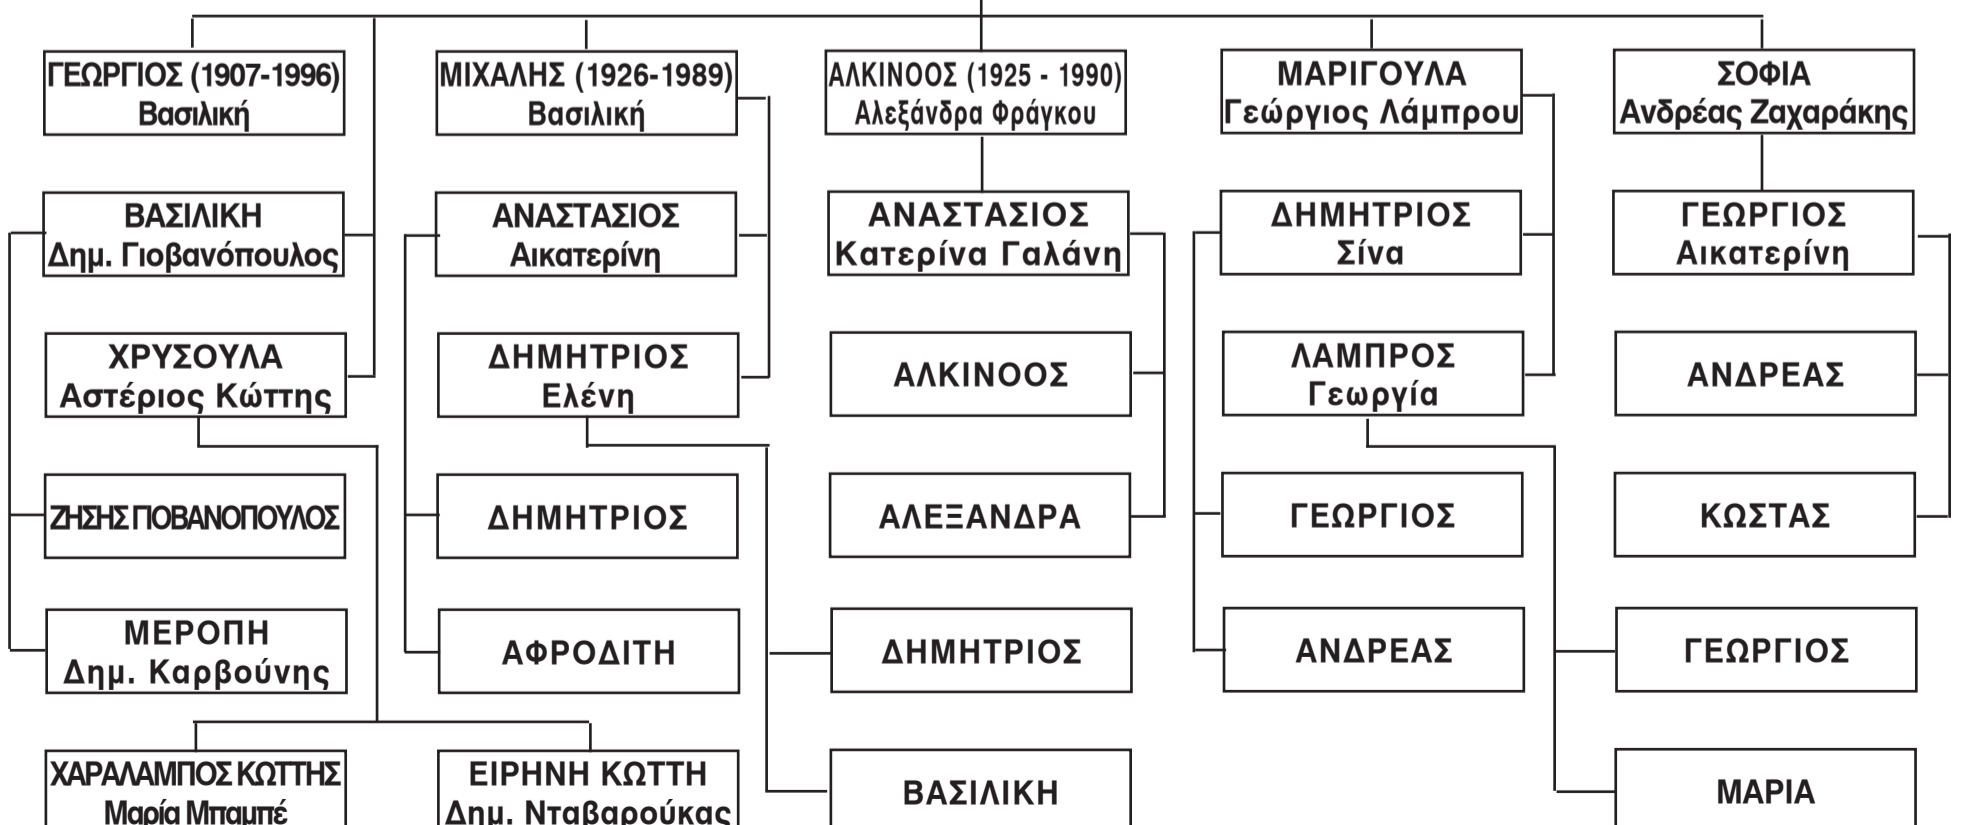 ΓΕΩΡΓΙΟΣ (1907-1996)
Βασιλική
ΜΙΧΑΛΗΣ (1926-1989)
Βασιλική
ΑΛΚΙΝΟΟΣ (1925 - 1990)
Αλεξάνδρα Φράγκου
ΜΑΡΙΓΟΥΛΑ
Γεώργιος Λάμπρου
ΣΟΦΙΑ
Ανδρέας Ζαχαράκης
ΒΑΣΙΛΙΚΗ
Δημ. Γιοβανόπουλος
ΑΝΑΣΤΑΣΙΟΣ
Αικατερίνη
ΑΝΑΣΤΑΣΙΟΣ
Κατερίνα Γαλάνη
ΔΗΜΗΤΡΙΟΣ
Σίνα
ΓΕΩΡΓΙΟΣ
Αικατερίνη
ΧΡΥΣΟΥΛΑ
Αστέριος Κώττης
ΔΗΜΗΤΡΙΟΣ
Ελένη
ΑΛΚΙΝΟΟΣ
ΛΑΜΠΡΟΣ
Γεωργία
ΑΝΔΡΕΑΣ
ΖΗΣΗΣ ΓΙΟΒΑΝΟΠΟΥΛΟΣ
ΔΗΜΗΤΡΙΟΣ
ΑΛΕΞΑΝΔΡΑ
ΓΕΩΡΓΙΟΣ
ΚΩΣΤΑΣ
ΜΕΡΟΠΗ
Δημ. Καρβούνης
ΑΦΡΟΔΙΤΗ
ΔΗΜΗΤΡΙΟΣ
ΑΝΔΡΕΑΣ
ΓΕΩΡΓΙΟΣ
ΧΑΡΑΛΑΜΠΟΣ ΚΩΤΤΗΣ
Μαρία Μπαμπέ
ΕΙΡΗΝΗ ΚΩΤΤΗ
Δημ. Νταβαρούκας
ΒΑΣΙΛΙΚΗ
ΜΑΡΙΑ